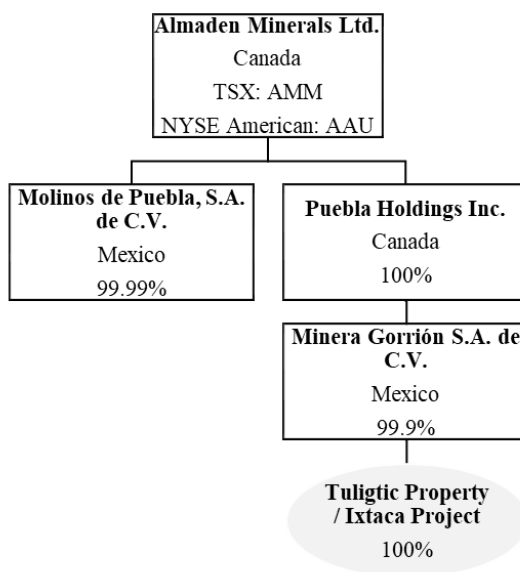 Almaden Minerals Ltd.
Canada
TSX: AMM
NYSE American: AAU
Molinos de Puebla, S.A.
de C.V.
Mexico
99.99%
Puebla Holdings Inc.
Canada
100%
Minera Gorrión S.A. de
C.V.
Mexico
99.9%
Tuligtic Property
/ Ixtaca Project
100%